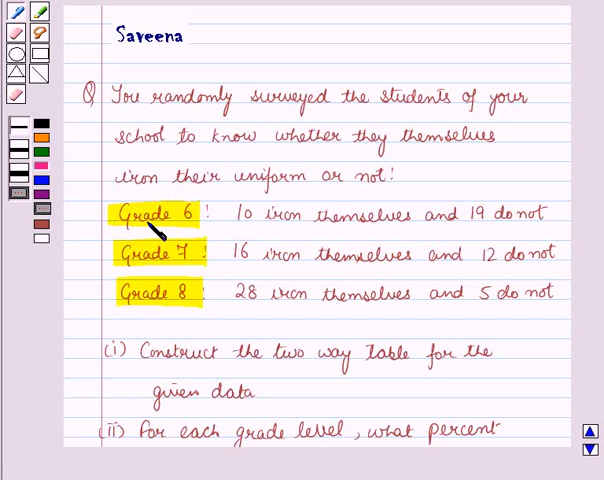 Saveena
Q You randomly surveyed the students of your
school to know whether they themselves
iron their uniform or not:
Grade 6 : 10 iron themselves and 19 do not
Grade 7 : 16 iron themselves and 12 do not
Grade 8 : 28 iron themselves and 5 do not
(i) Construct the two way table for the
given data
(ii) For each grade level, what percent